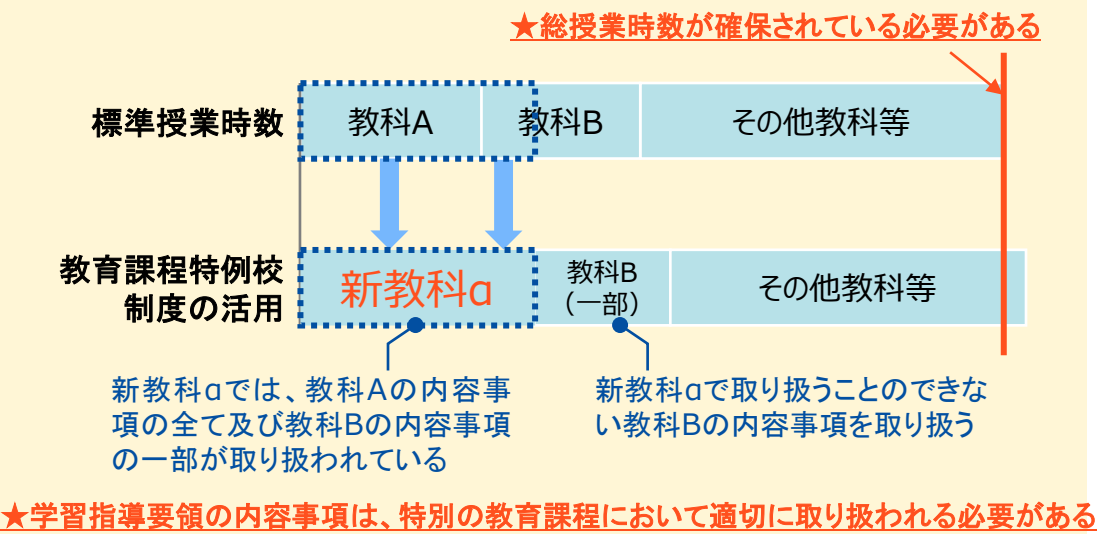 ★総授業時数が確保されている必要がある
標準授業時数
教科A
教科B
その他教科等
教育課程特例校
制度の活用
新教科α
教科B
（一部）
その他教科等
新教科αでは、教科Aの内容事
項の全て及び教科Bの内容事項
の一部が取り扱われている
新教科αで取り扱うことのできな
い教科Bの内容事項を取り扱う
★学習指導要領の内容事項は、特別の教育課程において適切に取り扱われる必要がある